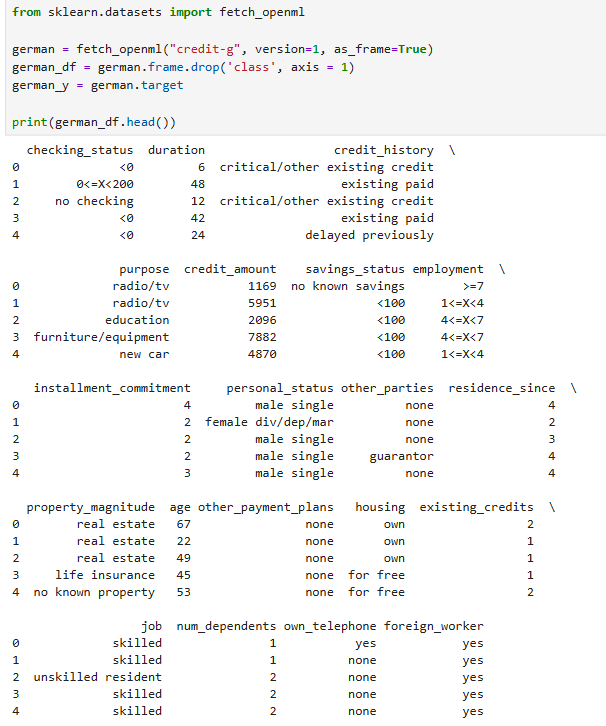 from sklearn.datasets import fetch_openml
german = fetch_openml("credit-g", version=1, as_frame=True)
german_df = german.frame.drop('class', axis = 1)
german_y = german.target
print(german_df.head())
checking_status duration credit_history \
0 <0 6 critical/other existing credit
1 0<=X<200 48 existing paid
2 no checking 12 critical/other existing credit
3 <0 42 existing paid
4 <0 24 delayed previously
purpose credit_amount savings_status employment \
0 radio/tv 1169 no known savings >=7
1 radio/tv 5951 <100 1<=X<4
2 education 2096 <100 4<=X<7
3 furniture/equipment 7882 <100 4<=X<7
4 new car 4870 <100 1<=X<4
installment_commitment personal_status other_parties residence_since \
0 4 male single none 4
1 2 female div/dep/mar none 2
2 2 male single none 3
3 2 male single guarantor 4
4 3 male single none 4
property_magnitude age other_payment_plans housing existing_credits \
0 real estate 67 none own 2
1 real estate 22 none own 1
2 real estate 49 none own 1
3 life insurance 45 none for free 1
4 no known property 53 none for free 2
job num_dependents own_telephone foreign_worker
0 skilled 1 yes yes
1 skilled 1 none yes
2 unskilled resident 2 none yes
3 skilled 2 none yes
4 skilled 2 none yes